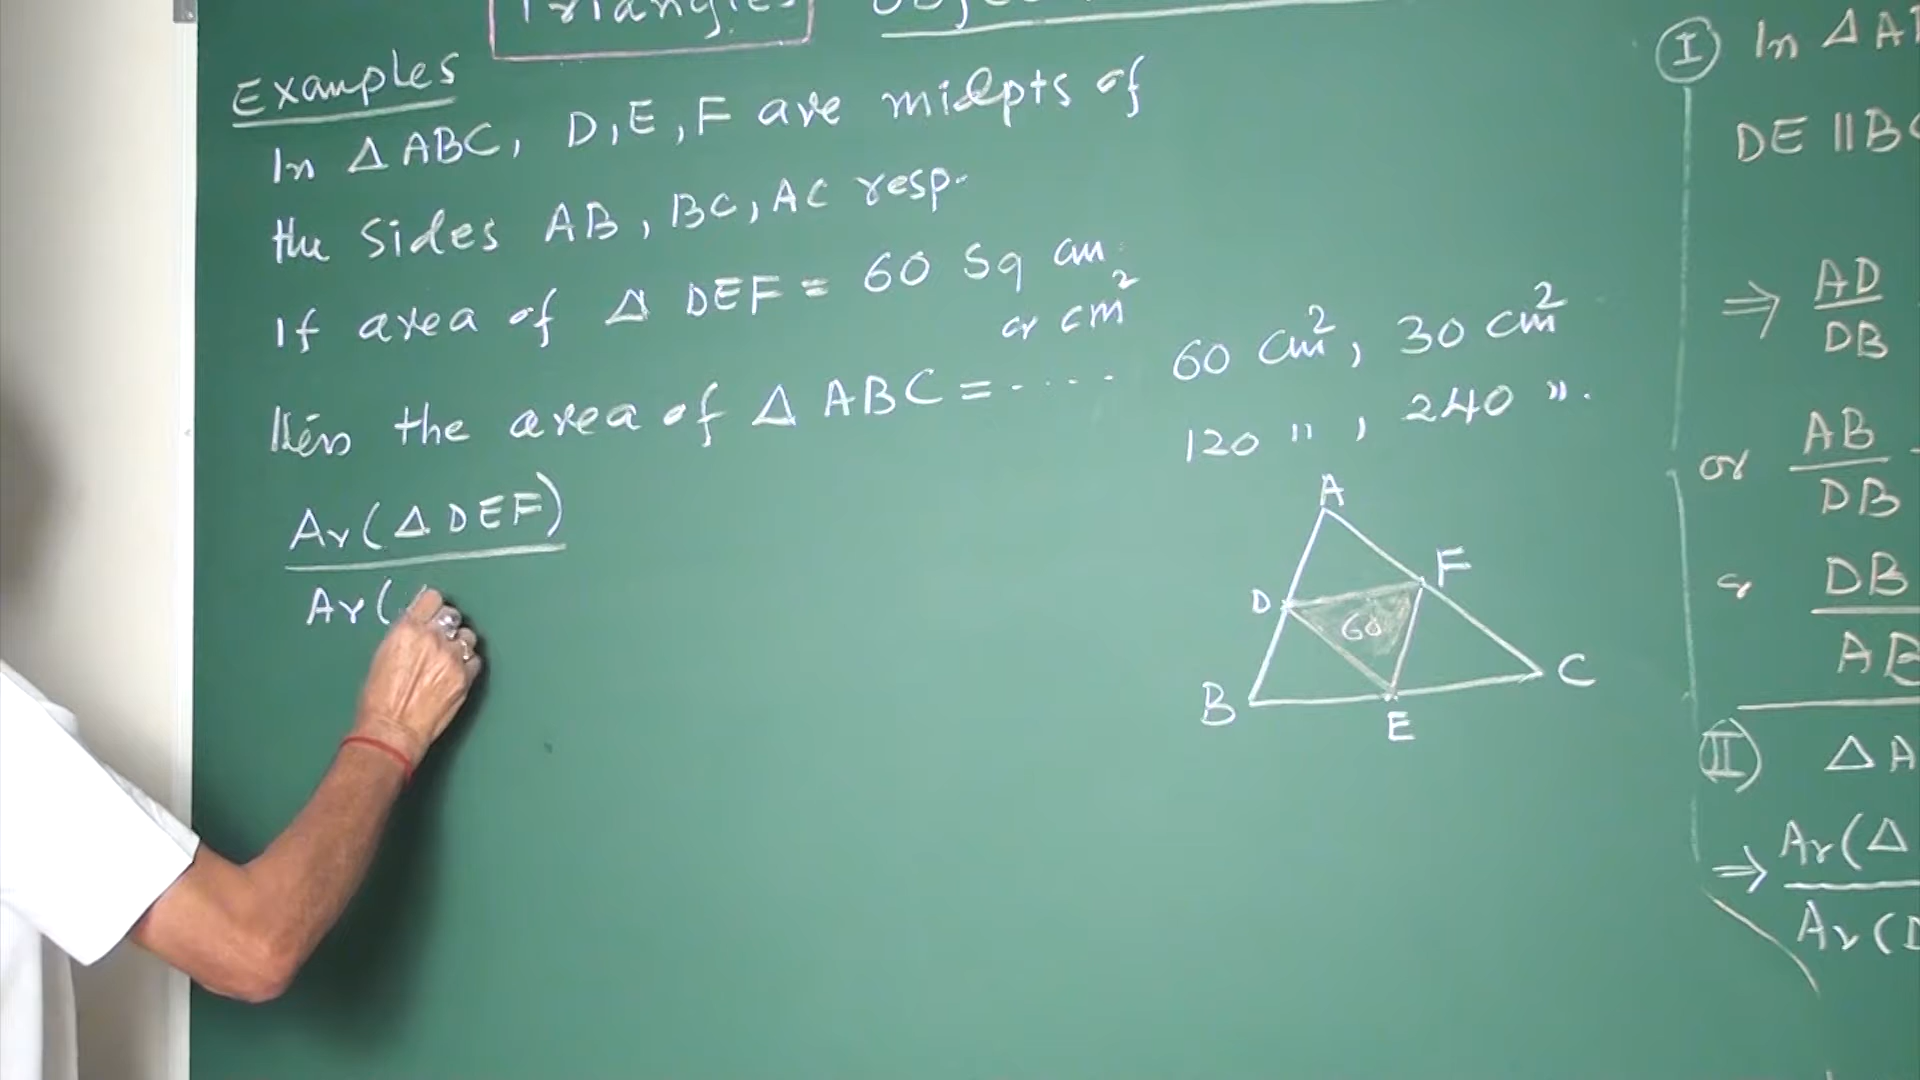 Triangles
Examples
In Δ ABC, D, E, F are midpts of
the Sides AB, BC, AC resp.
If area of Δ DEF = 60 Sq cm
or cm²
the area of Δ ABC = ....
60 cm², 30 cm²
120 ", 240 ".
Ar(Δ DEF)
Ar(
A
F
D
60
B
C
E
I In Δ A
DE || BC
⇒ AD
DB
or AB
DB
or DB
AB
II Δ A
⇒ Ar(Δ
Ar(D